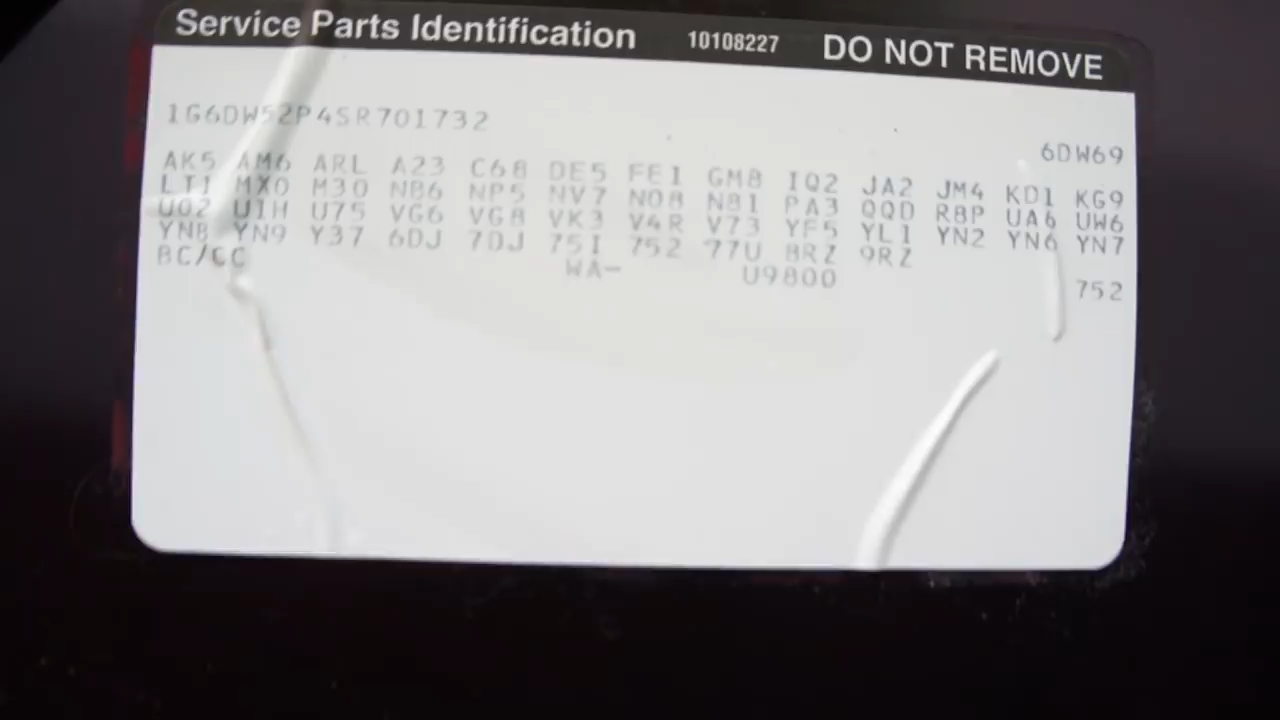 Service Parts Identification 10108227 DO NOT REMOVE
1G6DW52P4SR701732
6DW69
AK5 AM6 ARL A23 C68 DE5 FE1 GM8 IQ2 JA2 JM4 KD1 KG9
LT1 MX0 M30 NB6 NP5 NV7 NO8 N81 PA3 QQD R8P UA6 UW6
U02 U1H U75 VG6 VG8 VK3 V4R V73 YF5 YL1 YN2 YN6 YN7
YN8 YN9 Y37 6DJ 7DJ 75I 752 77U 8RZ 9RZ
BC/CC WA- U9800 752